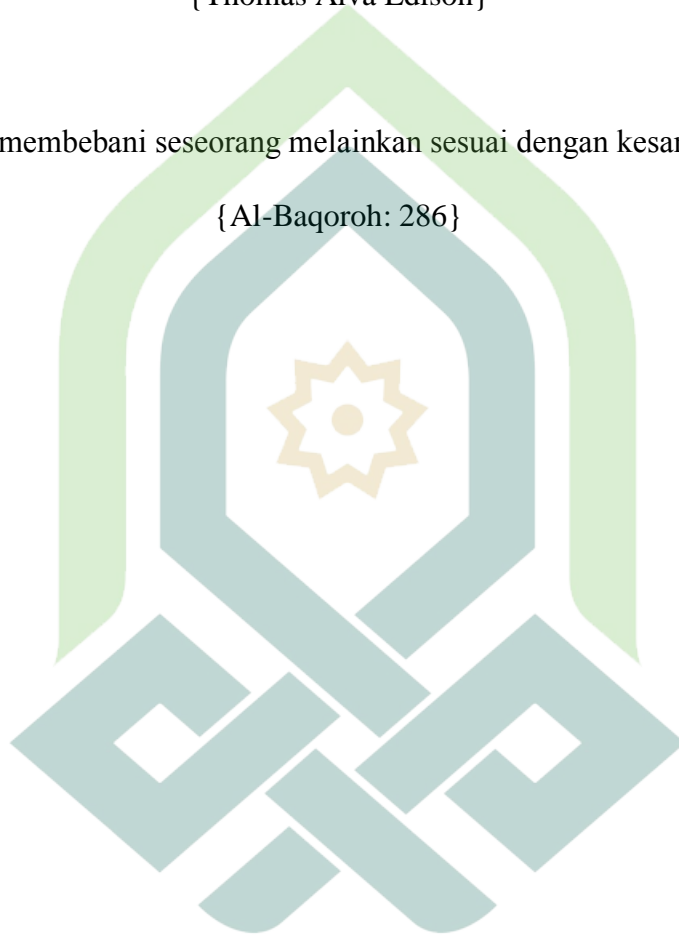 {Thomas Alva Edison}
membebani seseorang melainkan sesuai dengan
{Al-Baqoroh: 286}